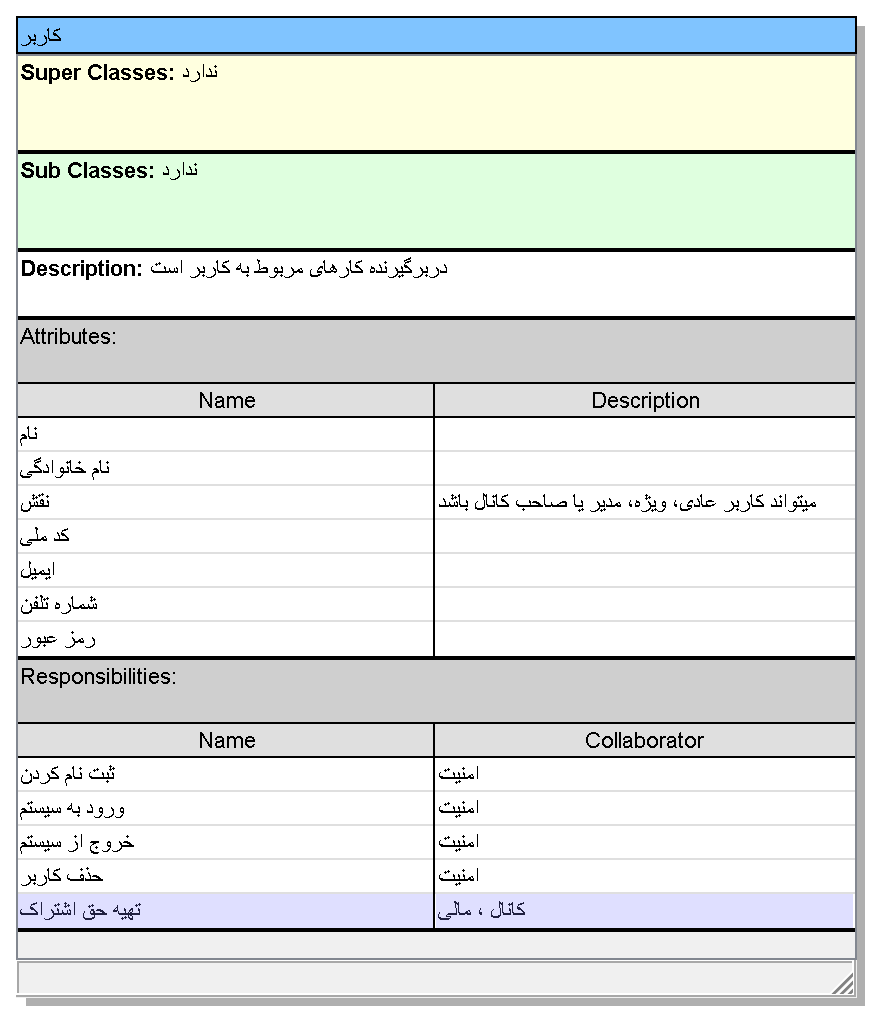 کاربر
Super Classes: ندارد
Sub Classes: ندارد
Description: دربرگیرنده کارهای مربوط به کاربر است
Attributes:
Name Description
نام
نام خانوادگی
نقش میتواند کاربر عادی، ویژه، مدیر یا صاحب کانال باشد
کد ملی
ایمیل
شماره تلفن
رمز عبور
Responsibilities:
Name Collaborator
ثبت نام کردن امنیت
ورود به سیستم امنیت
خروج از سیستم امنیت
حذف کاربر امنیت
تهیه حق اشتراک کانال ، مالی